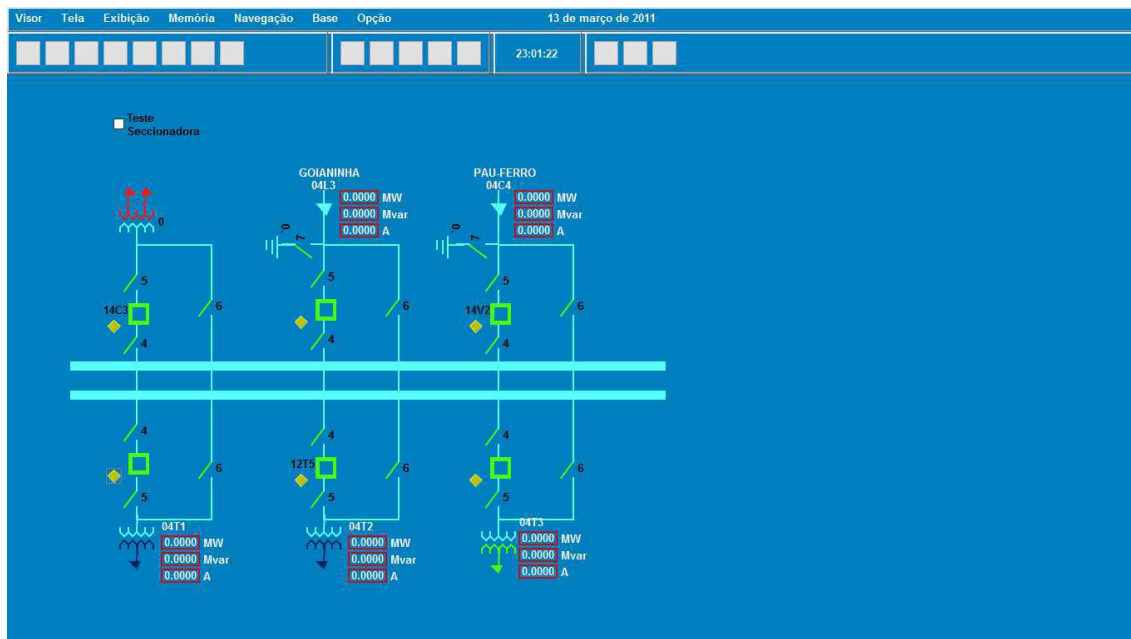 Visor Tela Exibição Memória Navegação Base Opção 13 de março de 2011
23:01:22
Teste
Seccionadora
GOIANINHA
04L3
0.0000 MW
0.0000 Mvar
0.0000 A
PAU-FERRO
04C4
0.0000 MW
0.0000 Mvar
0.0000 A
0
7
7
5
5
5
14C3
6
6
14V2
6
4
4
4
4
4
4
12T5
6
6
6
5
5
5
04T1
0.0000 MW
0.0000 Mvar
0.0000 A
04T2
0.0000 MW
0.0000 Mvar
0.0000 A
04T3
0.0000 MW
0.0000 Mvar
0.0000 A